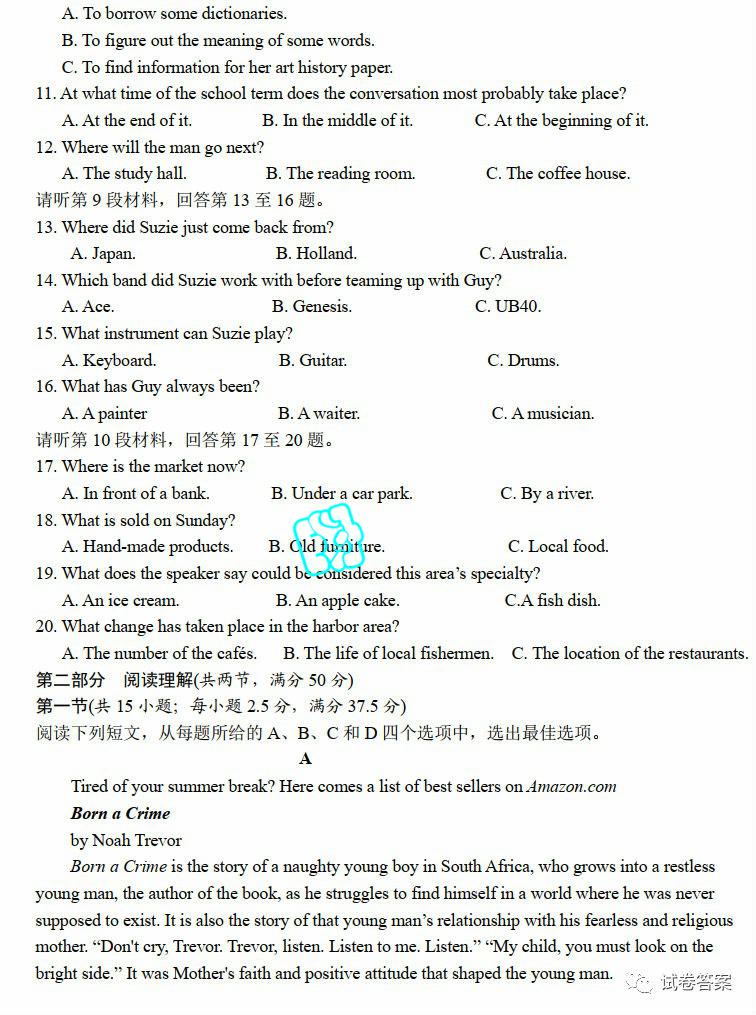 A. To borrow some dictionaries.
B. To figure out the meaning of some words.
C. To find information for her art history paper.
11. At what time of the school term does the conversation most probably take place?
A. At the end of it. B. In the middle of it. C. At the beginning of it.
12. Where will the man go next?
A. The study hall. B. The reading room. C. The coffee house.
请听第 9 段材料，回答第 13 至 16 题。
13. Where did Suzie just come back from?
A. Japan. B. Holland. C. Australia.
14. Which band did Suzie work with before teaming up with Guy?
A. Ace. B. Genesis. C. UB40.
15. What instrument can Suzie play?
A. Keyboard. B. Guitar. C. Drums.
16. What has Guy always been?
A. A painter B. A waiter. C. A musician.
请听第 10 段材料，回答第 17 至 20 题。
17. Where is the market now?
A. In front of a bank. B. Under a car park. C. By a river.
18. What is sold on Sunday?
A. Hand-made products. B. Old furniture. C. Local food.
19. What does the speaker say could be considered this area's specialty?
A. An ice cream. B. An apple cake. C.A fish dish.
20. What change has taken place in the harbor area?
A. The number of the cafés. B. The life of local fishermen. C. The location of the restaurants.
第二部分 阅读理解(共两节，满分 50 分)
第一节(共 15 小题；每小题 2.5 分，满分 37.5 分)
阅读下列短文，从每题所给的 A、B、C 和 D 四个选项中，选出最佳选项。
A
Tired of your summer break? Here comes a list of best sellers on Amazon.com
Born a Crime
by Noah Trevor
Born a Crime is the story of a naughty young boy in South Africa, who grows into a restless
young man, the author of the book, as he struggles to find himself in a world where he was never
supposed to exist. It is also the story of that young man's relationship with his fearless and religious
mother. “Don't cry, Trevor. Trevor, listen. Listen to me. Listen.” “My child, you must look on the
bright side.” It was Mother's faith and positive attitude that shaped the young man.
试卷答案